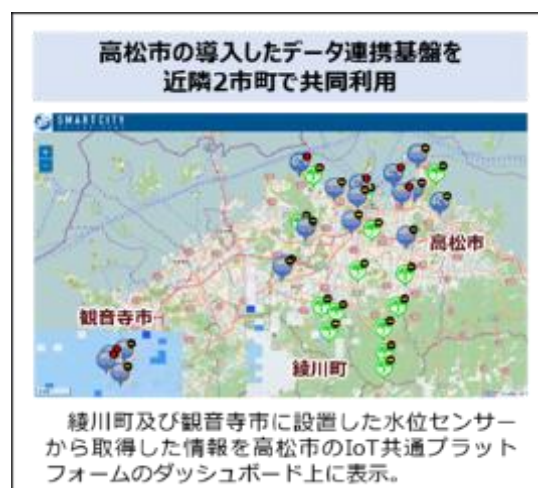 高松市の導入したデータ連携基盤を
近隣2市町で共同利用
SMARTCITY
高松市
観音寺市
綾川町
綾川町及び観音寺市に設置した水位センサー
から取得した情報を高松市のIoT共通プラット
フォームのダッシュボード上に表示。